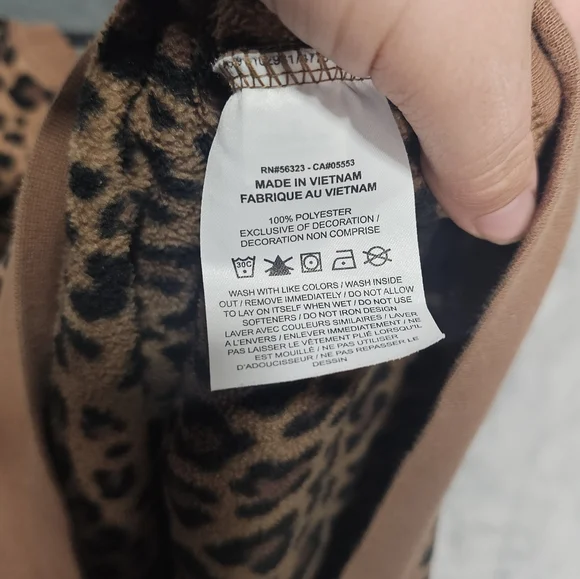 RN#56323 - CA#05553
MADE IN VIETNAM
FABRIQUE AU VIETNAM
100% POLYESTER
EXCLUSIVE OF DECORATION /
DECORATION NON COMPRISE
30C
WASH WITH LIKE COLORS / WASH INSIDE
OUT / REMOVE IMMEDIATELY / DO NOT ALLOW
TO LAY ON ITSELF WHEN WET / DO NOT USE
SOFTENERS / DO NOT IRON DESIGN
LAVER AVEC COULEURS SIMILAIRES / LAVER
A L'ENVERS / ENLEVER IMMEDIATEMENT / NE
PAS LAISSER LE VÊTEMENT PLIÉ LORSQU'IL
EST MOUILLÉ / NE PAS UTILISER
D'ADOUCISSEUR / NE PAS REPASSER LE
DESSIN